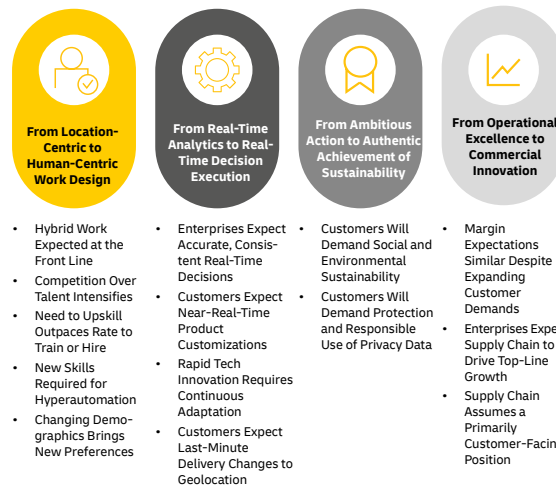 From Location-
Centric to
Human-Centric
Work Design
• Hybrid Work
Expected at the
Front Line
• Competition Over
Talent Intensifies
• Need to Upskill
Outpaces Rate to
Train or Hire
• New Skills
Required for
Hyperautomation
• Changing Demo-
graphics Brings
New Preferences
From Real-Time
Analytics to Real-
Time Decision
Execution
• Enterprises Expect
Accurate, Consis-
tent Real-Time
Decisions
• Customers Expect
Near-Real-Time
Product
Customizations
• Rapid Tech
Innovation Requires
Continuous
Adaptation
• Customers Expect
Last-Minute
Delivery Changes to
Geolocation
From Ambitious
Action to Authentic
Achievement of
Sustainability
• Customers Will
Demand Social and
Environmental
Sustainability
• Customers Will
Demand Protection
and Responsible
Use of Privacy Data
From Operational
Excellence to
Commercial
Innovation
• Margin
Expectations
Similar Despite
Expanding
Customer
Demands
• Enterprises Expe
Supply Chain to
Drive Top-Line
Growth
• Supply Chain
Assumes a
Primarily
Customer-Facin
Position